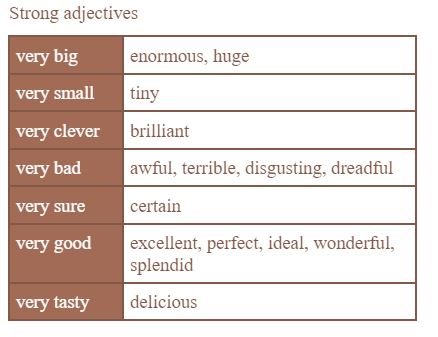 Strong adjectives
very big enormous, huge
very small tiny
very clever brilliant
very bad awful, terrible, disgusting, dreadful
very sure certain
very good excellent, perfect, ideal, wonderful,
splendid
very tasty delicious